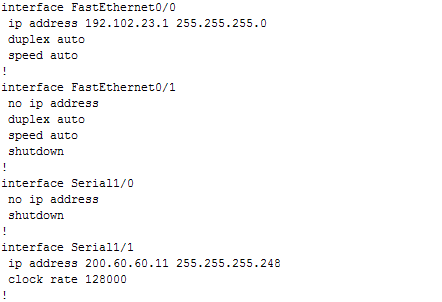 interface FastEthernet0/0
 ip address 192.102.23.1 255.255.255.0
 duplex auto
 speed auto
!
interface FastEthernet0/1
 no ip address
 duplex auto
 speed auto
 shutdown
!
interface Serial1/0
 no ip address
 shutdown
!
interface Serial1/1
 ip address 200.60.60.11 255.255.255.248
 clock rate 128000
!